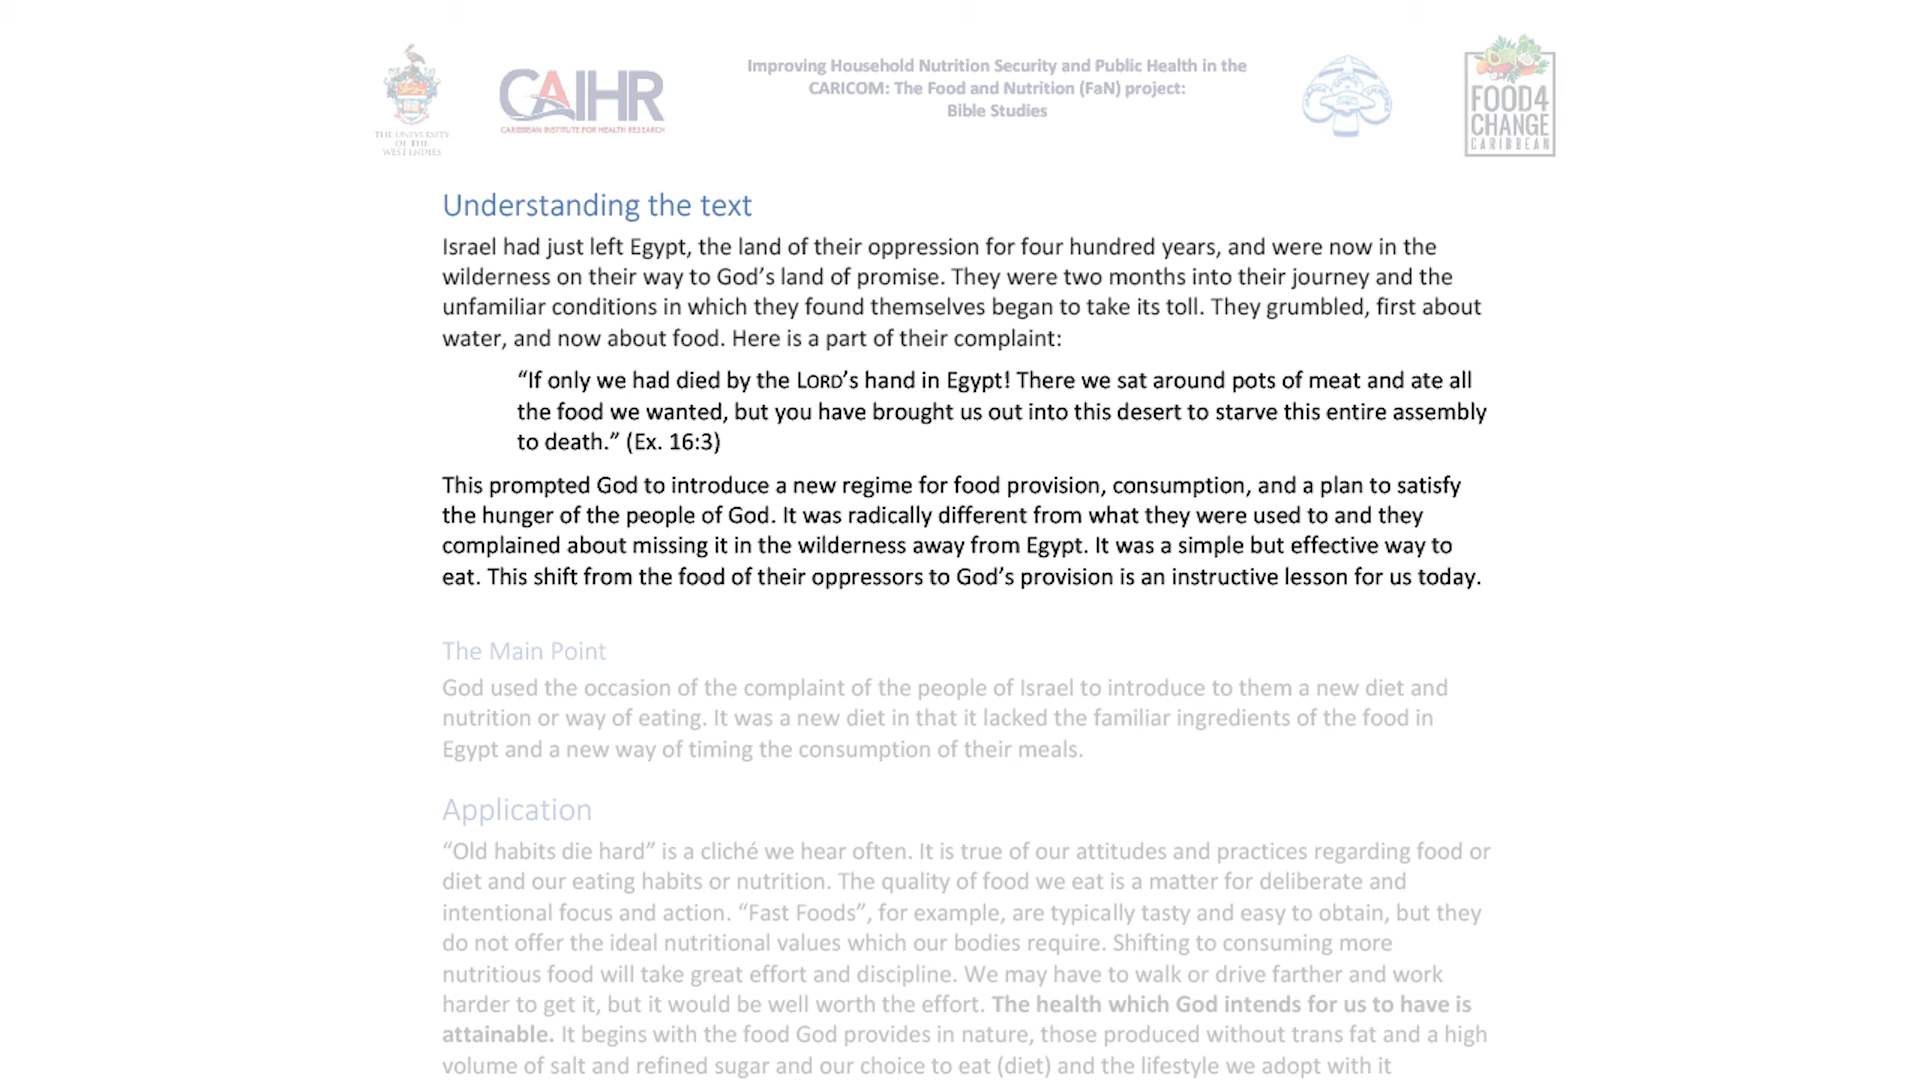 THE UNIVERSITY
OF THE
WEST INDIES
CAIHR
CARIBBEAN INSTITUTE FOR HEALTH RESEARCH
Improving Household Nutrition Security and Public Health in the
CARICOM: The Food and Nutrition (FaN) project:
Bible Studies
FOOD4
CHANGE
CARIBBEAN
Understanding the text
Israel had just left Egypt, the land of their oppression for four hundred years, and were now in the
wilderness on their way to God’s land of promise. They were two months into their journey and the
unfamiliar conditions in which they found themselves began to take its toll. They grumbled, first about
water, and now about food. Here is a part of their complaint:
“If only we had died by the LORD’s hand in Egypt! There we sat around pots of meat and ate all
the food we wanted, but you have brought us out into this desert to starve this entire assembly
to death.” (Ex. 16:3)
This prompted God to introduce a new regime for food provision, consumption, and a plan to satisfy
the hunger of the people of God. It was radically different from what they were used to and they
complained about missing it in the wilderness away from Egypt. It was a simple but effective way to
eat. This shift from the food of their oppressors to God’s provision is an instructive lesson for us today.
The Main Point
God used the occasion of the complaint of the people of Israel to introduce to them a new diet and
nutrition or way of eating. It was a new diet in that it lacked the familiar ingredients of the food in
Egypt and a new way of timing the consumption of their meals.
Application
“Old habits die hard” is a cliché we hear often. It is true of our attitudes and practices regarding food or
diet and our eating habits or nutrition. The quality of food we eat is a matter for deliberate and
intentional focus and action. “Fast Foods”, for example, are typically tasty and easy to obtain, but they
do not offer the ideal nutritional values which our bodies require. Shifting to consuming more
nutritious food will take great effort and discipline. We may have to walk or drive farther and work
harder to get it, but it would be well worth the effort. The health which God intends for us to have is
attainable. It begins with the food God provides in nature, those produced without trans fat and a high
volume of salt and refined sugar and our choice to eat (diet) and the lifestyle we adopt with it